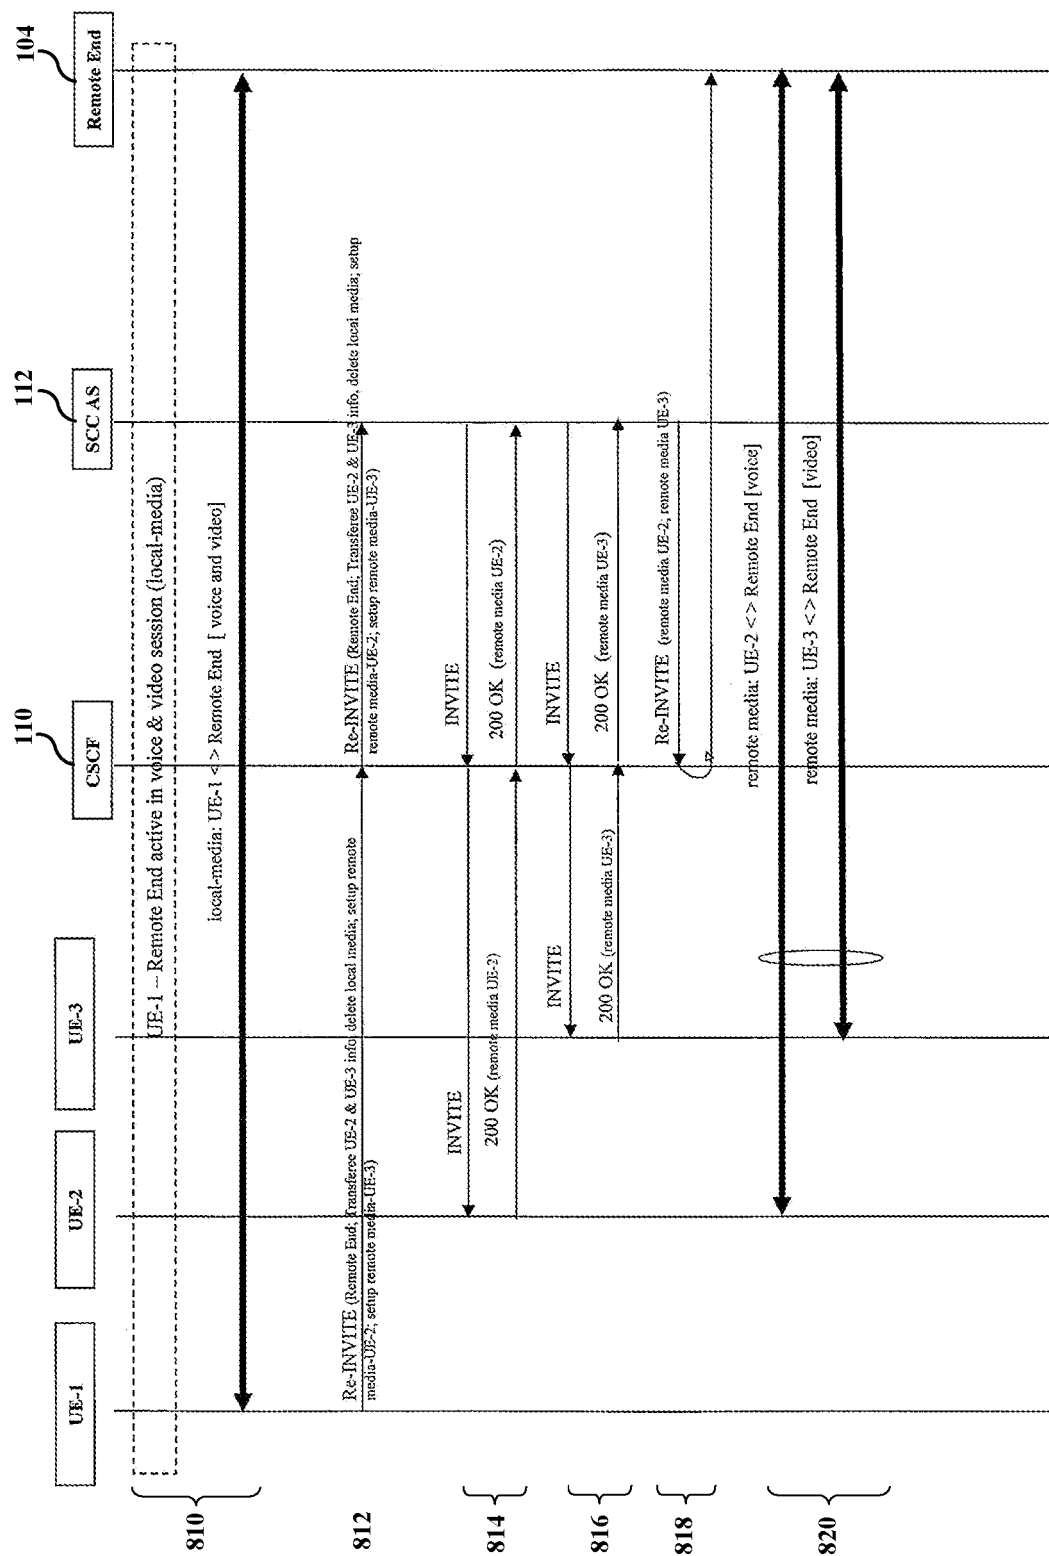 UE-1
UE-2
UE-3
CSCF
110
SCC AS
112
Remote End
104
810
UE-1 – Remote End active in voice & video session (local-media)
local-media: UE-1 < > Remote End [ voice and video]
812
Re-INVITE (Remote End; Transferee UE-2 & UE-3 info, delete local media; setup remote
media-UE-2; setup remote media-UE-3)
Re-INVITE (Remote End; Transferee UE-2 & UE-3 info, delete local media; setup
remote media-UE-2; setup remote media-UE-3)
814
INVITE
INVITE
200 OK (remote media UE-2)
200 OK (remote media UE-2)
816
INVITE
INVITE
200 OK (remote media UE-3)
200 OK (remote media UE-3)
818
Re-INVITE (remote media UE-2; remote media UE-3)
820
remote media: UE-2 < > Remote End [voice]
remote media: UE-3 < > Remote End [video]